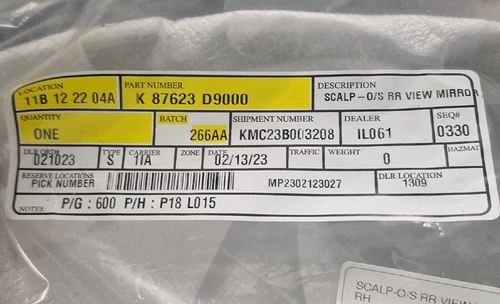 LOCATION PART NUMBER DESCRIPTION
11B 12 22 04A K 87623 D9000 SCALP-O/S RR VIEW MIRROR,
QUANTITY BATCH SHIPMENT NUMBER DEALER SEQ#
ONE 266AA KMC23B003208 IL061 0330
DLR ORD# TYPE CARRIER ZONE DATE TRAFFIC WEIGHT HAZMAT
021023 S 1IA 02/13/23 0
RESERVE LOCATIONS DLR LOCATION
PICK NUMBER MP2302123027 1309
NOTES: P/G : 600 P/H : P18 L015
SCALP-O/S RR VIEW
RH